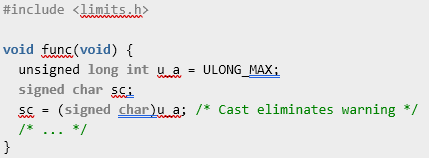 #include <limits.h>
void func(void) {
unsigned long int u_a = ULONG_MAX;
signed char sc;
sc = (signed char)u_a; /* Cast eliminates warning */
/* ... */
}